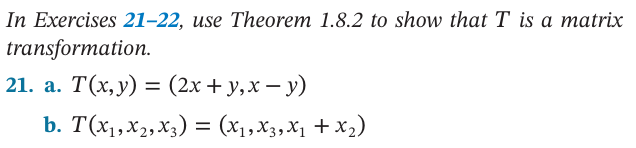 In Exercises 21–22, use Theorem 1.8.2 to show that T is a matrix
transformation.
21. a. T(x, y) = (2x + y, x − y)
b. T(x₁, x₂, x₃) = (x₁, x₃, x₁ + x₂)